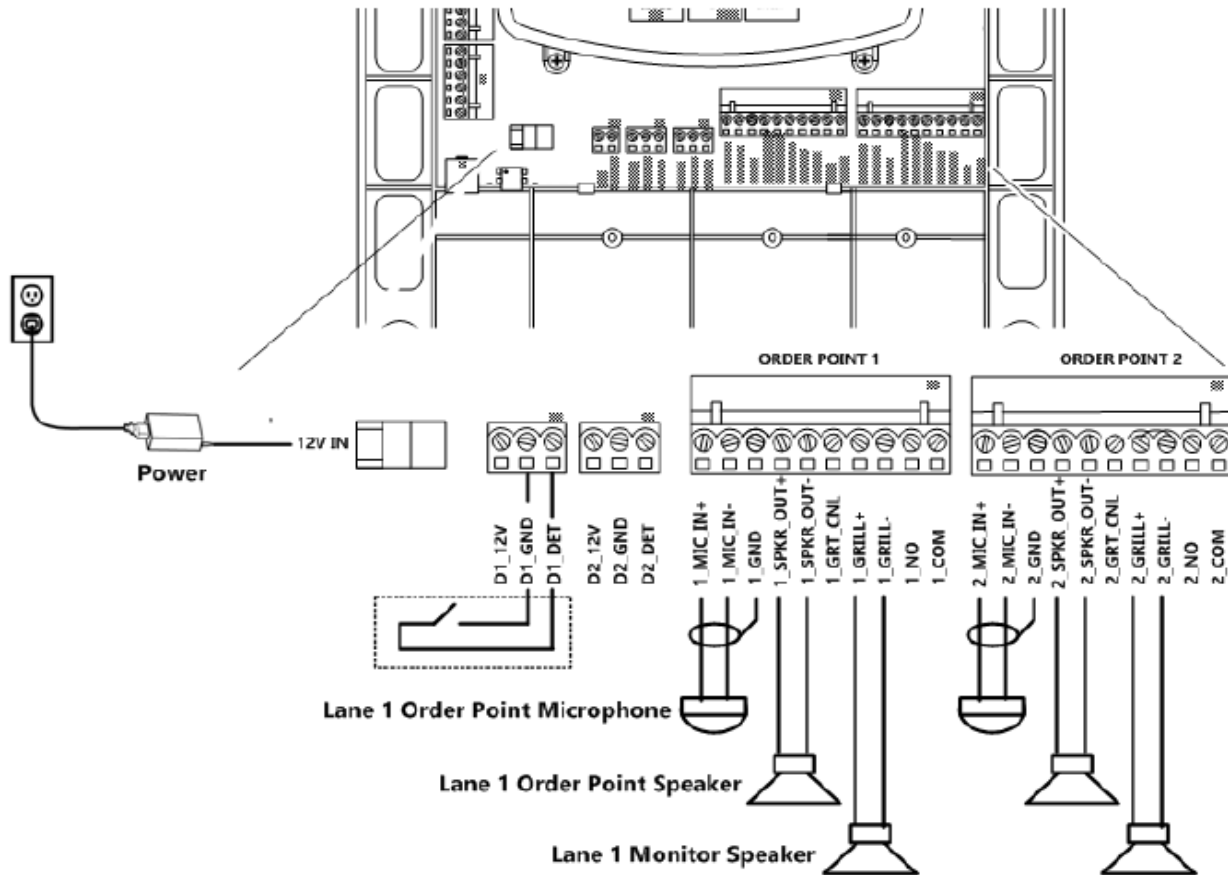 ORDER POINT 1
ORDER POINT 2
12V IN
Power
D1_12V
D1_GND
D1_DET
D2_12V
D2_GND
D2_DET
1_MIC_IN+
1_MIC_IN-
1_GND
1_SPKR_OUT+
1_SPKR_OUT-
1_GRT_CNL
1_GRILL+
1_GRILL-
1_NO
1_COM
2_MIC_IN+
2_MIC_IN-
2_GND
2_SPKR_OUT+
2_SPKR_OUT-
2_GRT_CNL
2_GRILL+
2_GRELL-
2_NO
2_COM
Lane 1 Order Point Microphone
Lane 1 Order Point Speaker
Lane 1 Monitor Speaker